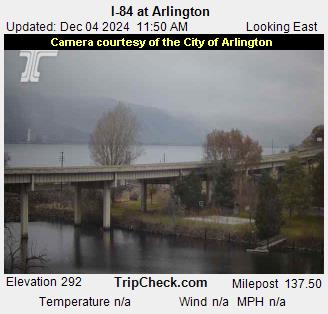 I-84 at Arlington
Updated: Dec 04 2024 11:50 AM Looking East
Camera courtesy of the City of Arlington
Elevation 292 TripCheck.com Milepost 137.50
Temperature n/a Wind n/a MPH n/a